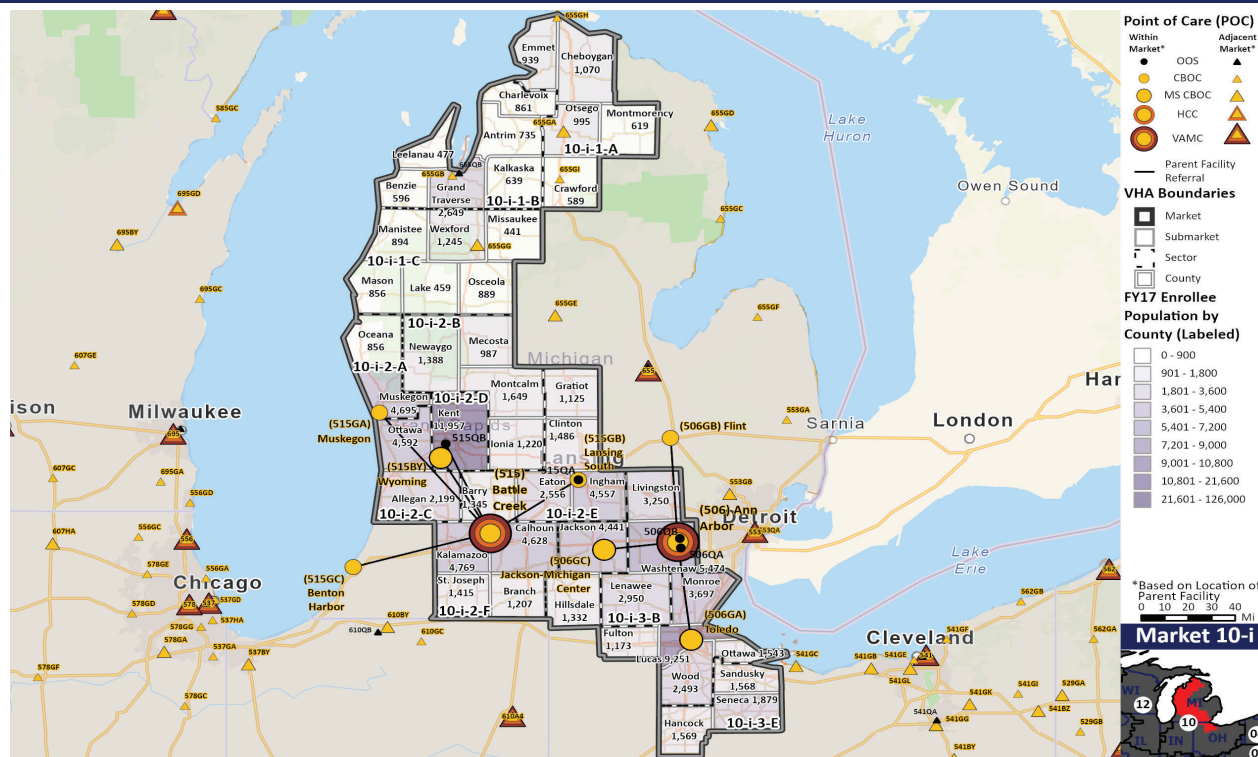 Emmet
939
Cheboygan
1,070
655GH
Charlevoix
861
Otsego
995
Montmorency
619
655GA
Antrim 735
10-i-1-A
Leelanau 477
655QB
655GB
Grand
Traverse
2,649
Kalkaska
639
655GI
Crawford
589
Benzie
596
10-i-1-B
Manistee
894
Wexford
1,245
Missaukee
441
655GG
10-i-1-C
Mason
856
Lake 459
Osceola
889
10-i-2-B
Oceana
856
Newaygo
1,388
Mecosta
987
10-i-2-A
Michigan
Muskegon
4,695
10-i-2-D
Kent
11,957
Montcalm
1,649
Gratiot
1,125
Ottawa
4,592
515QB
Ionia 1,220
Clinton
1,486
Lansing
(515GA)
Muskegon
(515BY)
Wyoming
(515)
Battle
Creek
(515GB)
Lansing
South
515QA
Eaton
2,556
Ingham
4,557
Livingston
3,250
Allegan 2,199
Barry
1,345
10-i-2-C
10-i-2-E
Calhoun
4,628
Jackson 4,441
Kalamazoo
4,769
(506GC)
Jackson-Michigan
Center
(506) Ann
Arbor
506QB
506QA
Washtenaw 5,474
Monroe
3,697
St. Joseph
1,415
Branch
1,207
Hillsdale
1,332
Lenawee
2,950
10-i-2-F
10-i-3-B
(506GA)
Toledo
(515GC)
Benton
Harbor
(506GB) Flint
Fulton
1,173
Lucas 9,251
Ottawa 1,543
Wood
2,493
Sandusky
1,568
Seneca 1,879
Hancock
1,569
10-i-3-E
585GC
695GD
695BY
695GC
607GE
Milwaukee
695
695GA
607GC
556GD
607HA
556GC
556
578GE
556GA
Chicago
578
537
537GD
578GD
578GG
537HA
578GA
537GA
537BY
578GF
578GC
610QB
610BY
610GC
610A4
655GD
655GC
655GE
655GF
655
553GA
553GB
553
553QA
Detroit
Lake
Huron
Owen Sound
Sarnia
London
Har
ison
Lake
Erie
Cleveland
541GC
541GB
541GE
541GF
541
541GL
541GK
541GI
529GA
541QA
541GG
541BZ
529GB
541BY
562GB
562GA
562
Point of Care (POC)
Within
Market*
Adjacent
Market*
OOS
CBOC
MS CBOC
HCC
VAMC
Parent Facility
Referral
VHA Boundaries
Market
Submarket
Sector
County
FY17 Enrollee
Population by
County (Labeled)
0 - 900
901 - 1,800
1,801 - 3,600
3,601 - 5,400
5,401 - 7,200
7,201 - 9,000
9,001 - 10,800
10,801 - 21,600
21,601 - 126,000
*Based on Location of
Parent Facility
0 10 20 30 40
Mi
Market 10-i
WI
12
MI
10
IL
IN
OH